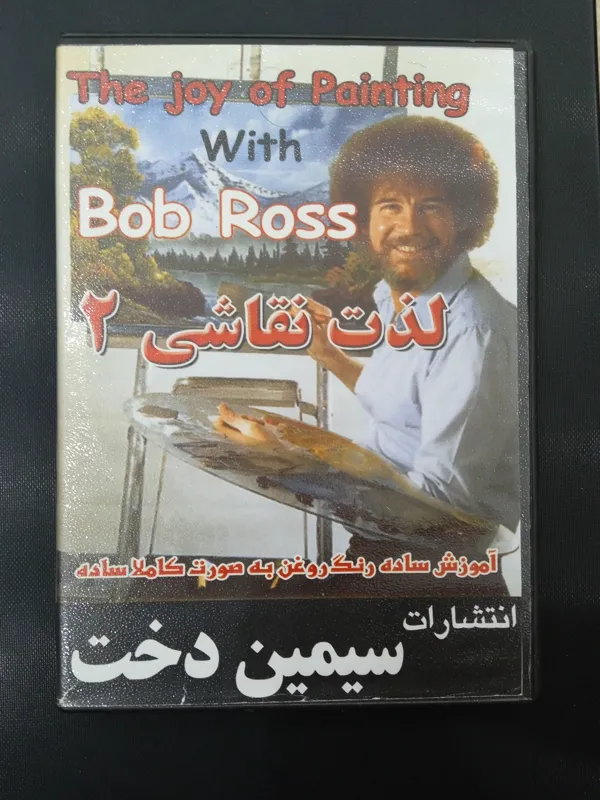 The joy of Painting
With
Bob Ross
لذت نقاشی ۲
آموزش ساده رنگ روغن به صورت کاملا ساده
انتشارات
سیمین دخت